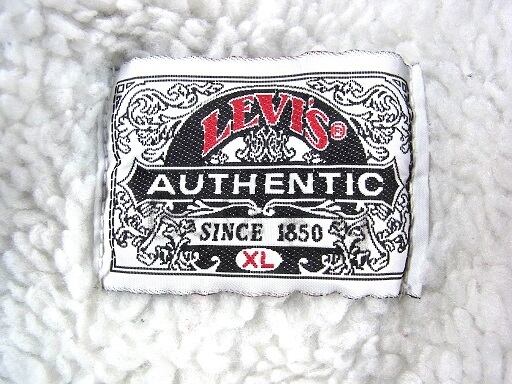 LEVI'S®
AUTHENTIC
SINCE 1850
XL